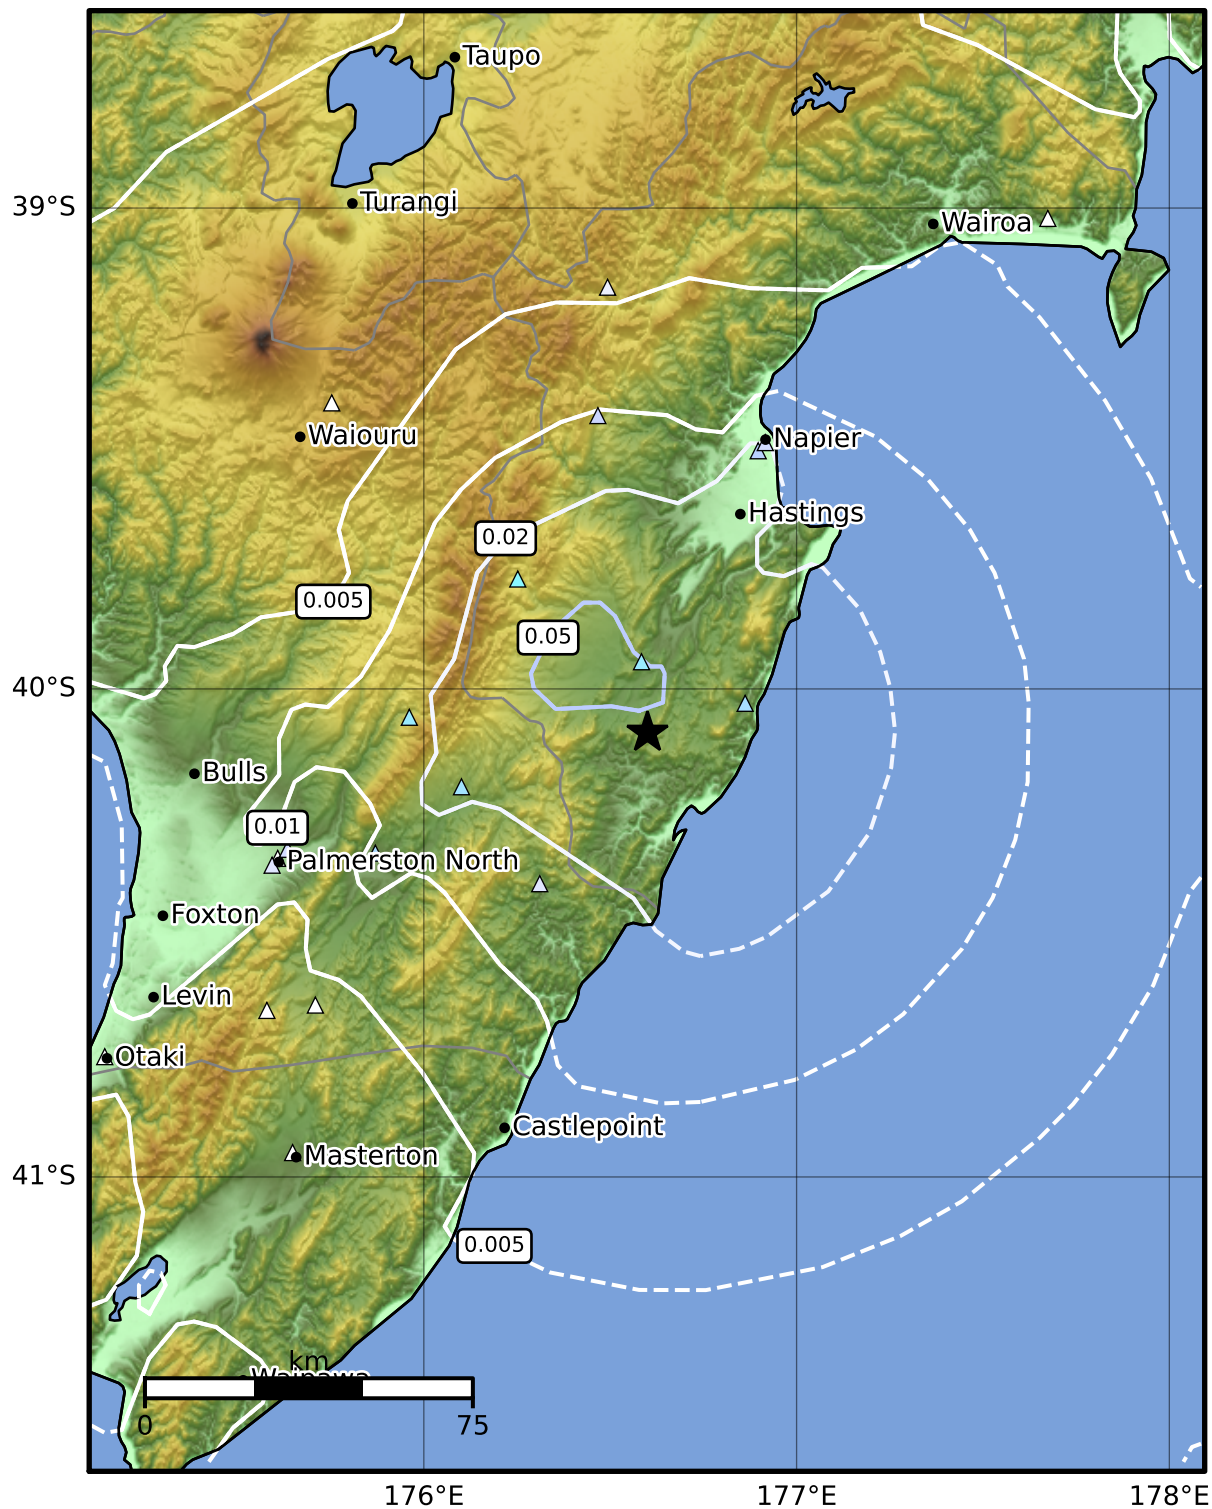 Taupo
39°S
Turangi
Wairoa
Waiouru
Napier
Hastings
0.02
0.005
0.05
40°S
Bulls
0.01
Palmerston North
Foxton
Levin
Otaki
Castlepoint
Masterton
41°S
0.005
km
Waipawa
0
75
176°E
177°E
178°E